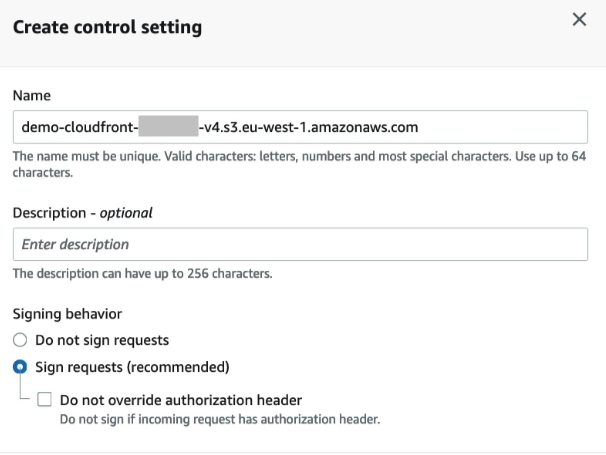 Create control setting
Name
demo-cloudfront- -v4.s3.eu-west-1.amazonaws.com
The name must be unique. Valid characters: letters, numbers and most special characters. Use up to 64
characters.
Description - optional
Enter description
The description can have up to 256 characters.
Signing behavior
Do not sign requests
Sign requests (recommended)
Do not override authorization header
Do not sign if incoming request has authorization header.